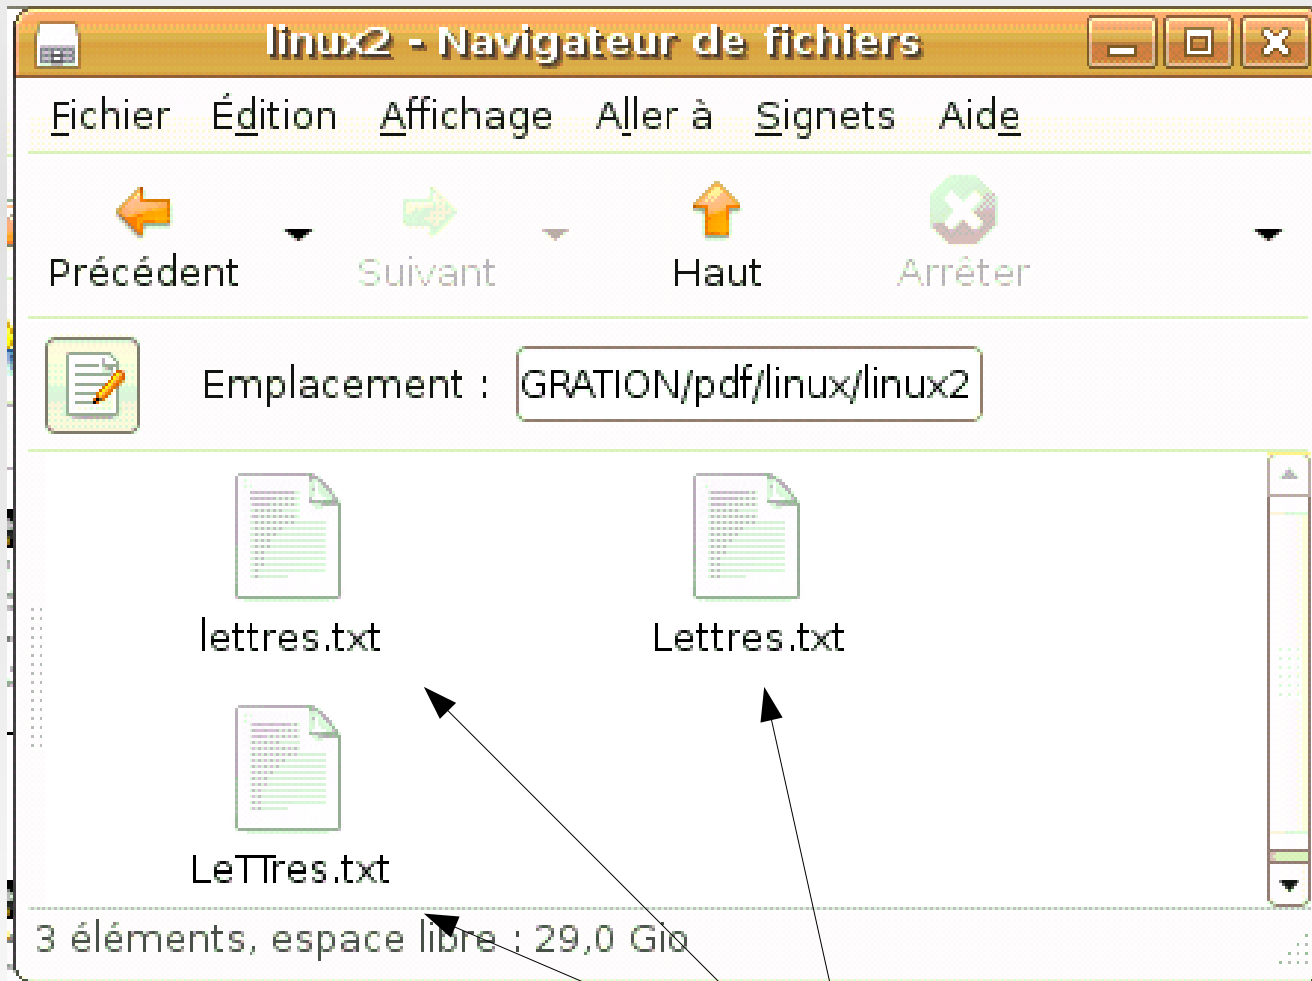 linux2 - Navigateur de fichiers
Fichier Édition Affichage Aller à Signets Aide
Précédent Suivant Haut Arrêter
Emplacement : GRATION/pdf/linux/linux2
lettres.txt Lettres.txt
LeTTres.txt
3 éléments, espace libre : 29,0 Gio